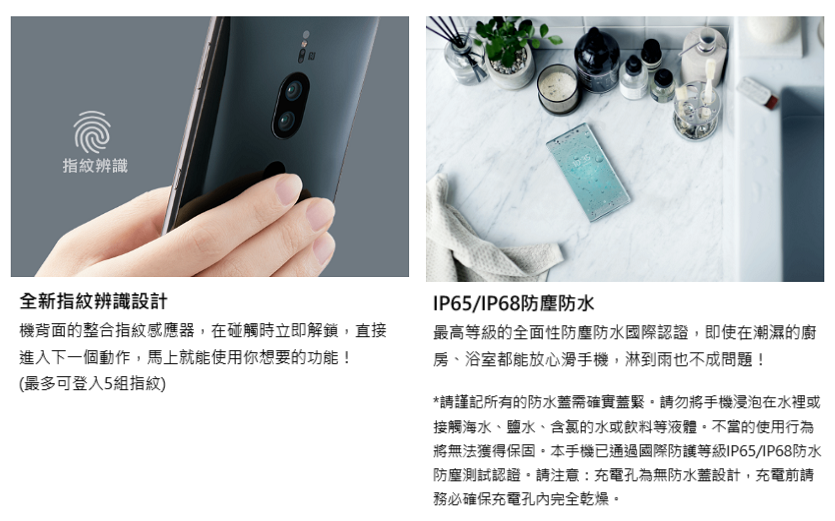 指紋辨識
全新指紋辨識設計
機背面的整合指紋感應器，在碰觸時立即解鎖，直接
進入下一個動作，馬上就能使用你想要的功能！
(最多可登入5組指紋)
IP65/IP68防塵防水
最高等級的全面性防塵防水國際認證，即使在潮濕的廚
房、浴室都能放心滑手機，淋到雨也不成問題！
*請謹記所有的防水蓋需確實蓋緊。請勿將手機浸泡在水裡或
接觸海水、鹽水、含氯的水或飲料等液體。不當的使用行為
將無法獲得保固。本手機已通過國際防護等級IP65/IP68防水
防塵測試認證。請注意：充電孔為無防水蓋設計，充電前請
務必確保充電孔內完全乾燥。